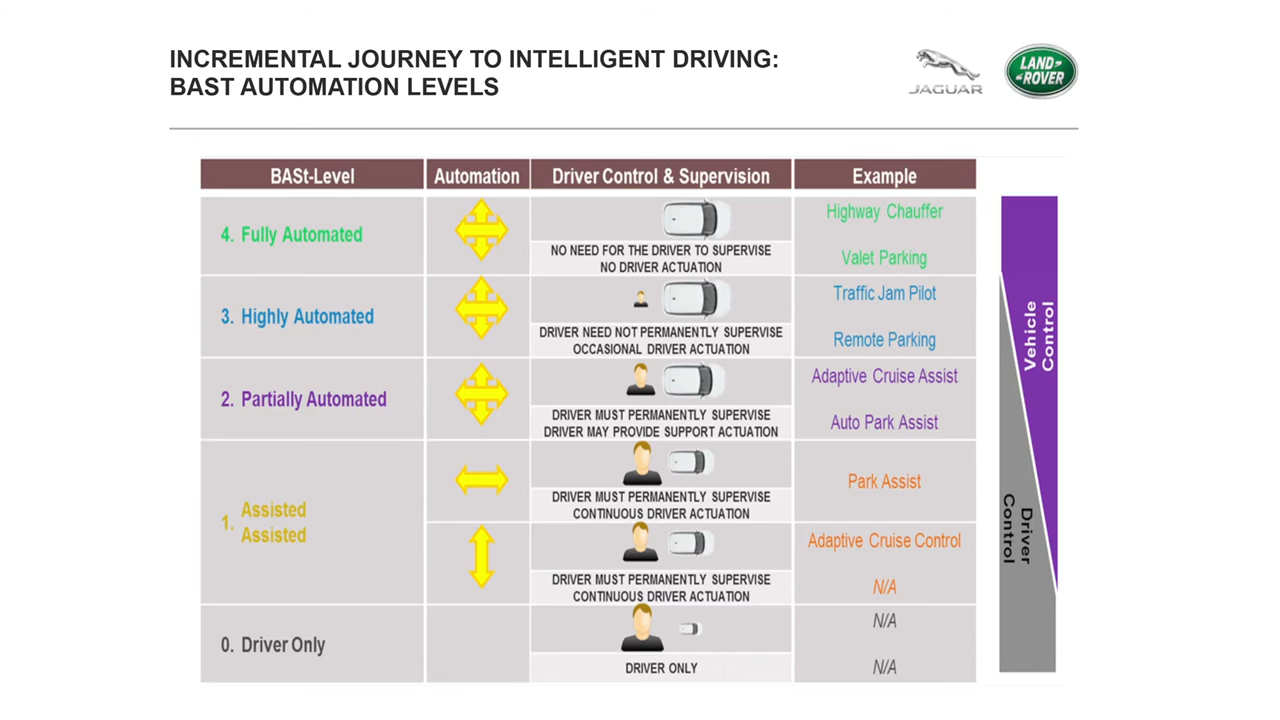 INCREMENTAL JOURNEY TO INTELLIGENT DRIVING:
BAST AUTOMATION LEVELS
JAGUAR
LAND
ROVER
BASt-Level
Automation
Driver Control & Supervision
Example
4. Fully Automated
NO NEED FOR THE DRIVER TO SUPERVISE
NO DRIVER ACTUATION
Highway Chauffer
Valet Parking
3. Highly Automated
DRIVER NEED NOT PERMANENTLY SUPERVISE
OCCASIONAL DRIVER ACTUATION
Traffic Jam Pilot
Remote Parking
2. Partially Automated
DRIVER MUST PERMANENTLY SUPERVISE
DRIVER MAY PROVIDE SUPPORT ACTUATION
Adaptive Cruise Assist
Auto Park Assist
1. Assisted
Assisted
DRIVER MUST PERMANENTLY SUPERVISE
CONTINUOUS DRIVER ACTUATION
Park Assist
DRIVER MUST PERMANENTLY SUPERVISE
CONTINUOUS DRIVER ACTUATION
Adaptive Cruise Control
N/A
0. Driver Only
DRIVER ONLY
N/A
N/A
Vehicle
Control
Driver
Control